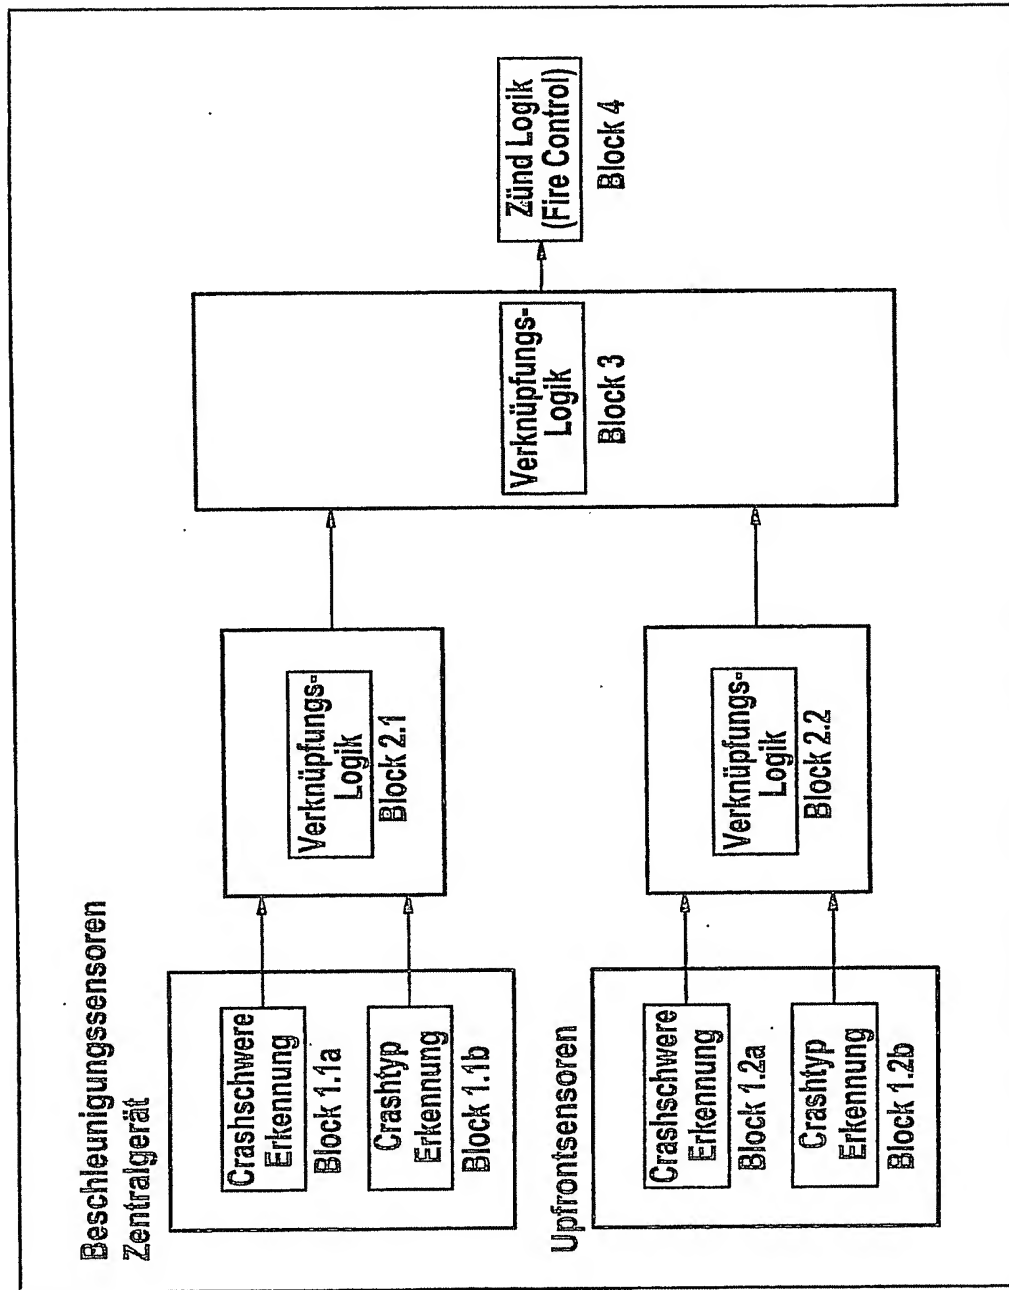 Beschleunigungssensoren
Zentralgerät
Crashschwere
Erkennung
Block 1.1a
Crashtyp
Erkennung
Block 1.1b
Verknüpfungs-
Logik
Block 2.1
Upfrontsensoren
Crashschwere
Erkennung
Block 1.2a
Crashtyp
Erkennung
Block 1.2b
Verknüpfungs-
Logik
Block 2.2
Verknüpfungs-
Logik
Block 3
Zünd Logik
(Fire Control)
Block 4